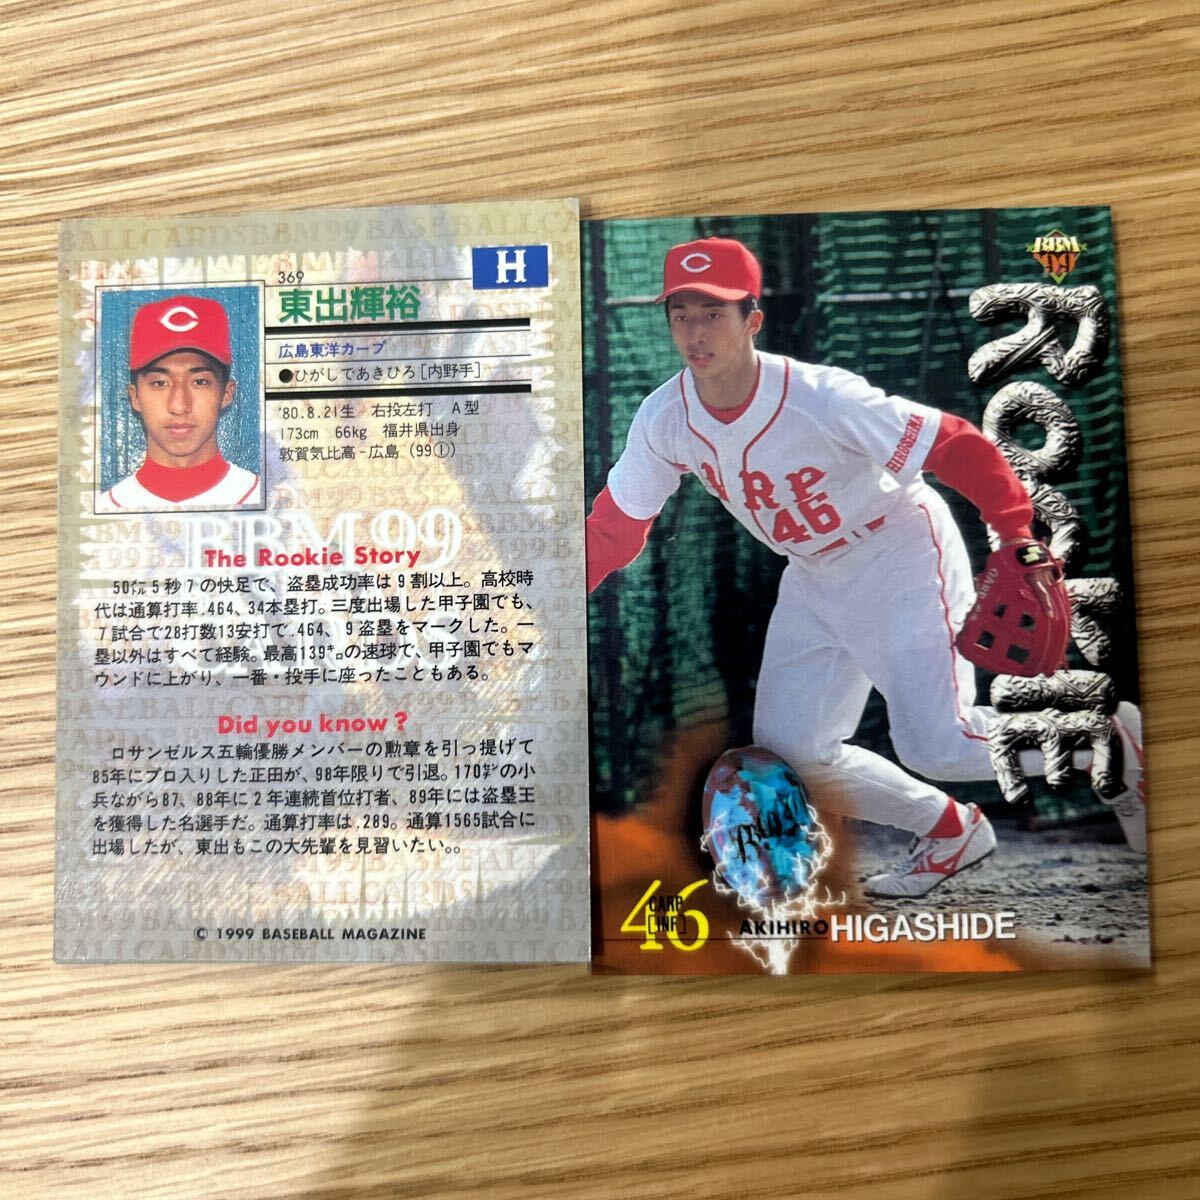 369
H
東出輝裕
広島東洋カープ
●ひがしであきひろ[内野手]
'80.8.21生 右投左打 A型
173cm 66kg 福井県出身
敦賀気比高-広島(99①)
BBM 99
The Rookie Story
50㍍5秒7の快足で、盗塁成功率は9割以上。高校時
代は通算打率.464、34本塁打。三度出場した甲子園でも、
7試合で28打数13安打で.464、9盗塁をマークした。一
塁以外はすべて経験。最高139㌔の速球で、甲子園でもマ
ウンドに上がり、一番・投手に座ったこともある。
Did you know?
ロサンゼルス五輪優勝メンバーの勲章を引っ提げて
85年にプロ入りした正田が、98年限りで引退。170㌢の小
兵ながら87、88年に2年連続首位打者、89年には盗塁王
を獲得した名選手だ。通算打率は.289。通算1565試合に
出場したが、東出もこの大先輩を見習いたい。。
© 1999 BASEBALL MAGAZINE
BBM
'99
ROOKIE
C
HIROSHIMA
ARP
46
46
CARP
[INF]
AKIHIRO HIGASHIDE